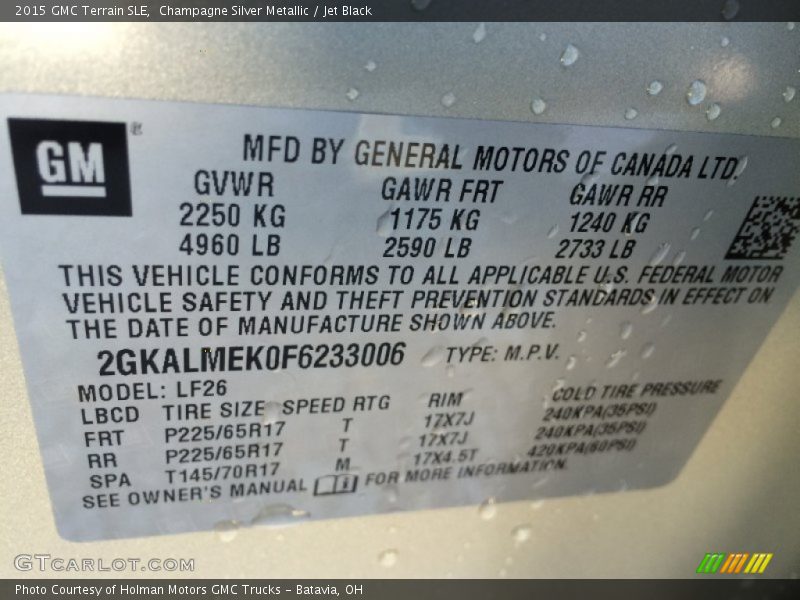 2015 GMC Terrain SLE, Champagne Silver Metallic / Jet Black
GM
MFD BY GENERAL MOTORS OF CANADA LTD.
GVWR GAWR FRT GAWR RR
2250 KG 1175 KG 1240 KG
4960 LB 2590 LB 2733 LB
THIS VEHICLE CONFORMS TO ALL APPLICABLE U.S. FEDERAL MOTOR
VEHICLE SAFETY AND THEFT PREVENTION STANDARDS IN EFFECT ON
THE DATE OF MANUFACTURE SHOWN ABOVE.
2GKALMEK0F6233006 TYPE: M.P.V.
MODEL: LF26
LBCD TIRE SIZE SPEED RTG RIM COLD TIRE PRESSURE
FRT P225/65R17 T 17X7J 240KPA(35PSI)
RR P225/65R17 T 17X7J 240KPA(35PSI)
SPA T145/70R17 M 17X4.5T 420KPA(60PSI)
SEE OWNER'S MANUAL FOR MORE INFORMATION.
GTCARLOT.COM
Photo Courtesy of Holman Motors GMC Trucks - Batavia, OH